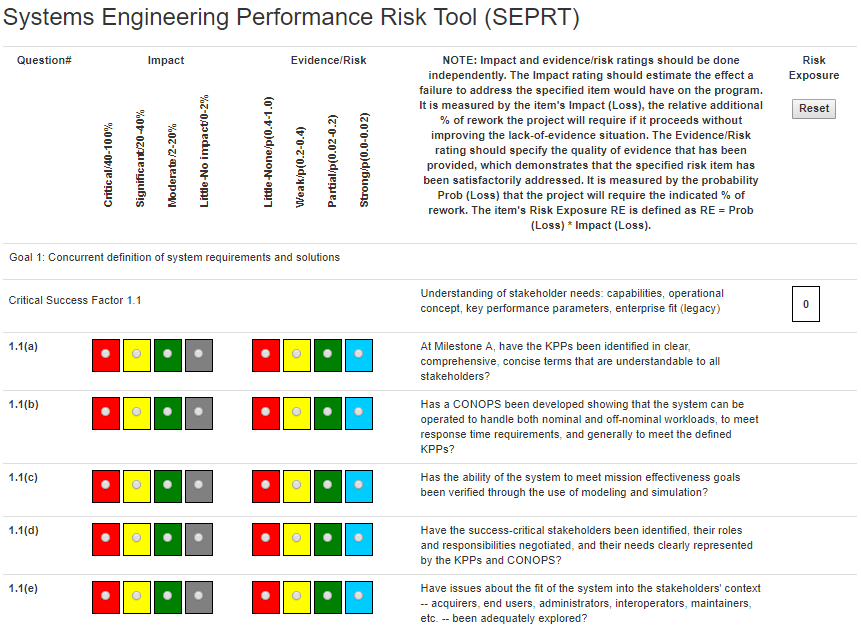 Systems Engineering Performance Risk Tool (SEPRT)
Question#
Impact
Evidence/Risk
NOTE: Impact and evidence/risk ratings should be done
independently. The Impact rating should estimate the effect a
failure to address the specified item would have on the program.
It is measured by the item's Impact (Loss), the relative additional
% of rework the project will require if it proceeds without
improving the lack-of-evidence situation. The Evidence/Risk
rating should specify the quality of evidence that has been
provided, which demonstrates that the specified risk item has
been satisfactorily addressed. It is measured by the probability
Prob (Loss) that the project will require the indicated % of
rework. The item's Risk Exposure RE is defined as RE = Prob
(Loss) * Impact (Loss).
Risk
Exposure
Reset
Critical/40-100%
Significant/20-40%
Moderate/2-20%
Little-No impact/0-2%
Little-None/p(0.4-1.0)
Weak/p(0.2-0.4)
Partial/p(0.02-0.2)
Strong/p(0.0-0.02)
Goal 1: Concurrent definition of system requirements and solutions
Critical Success Factor 1.1
Understanding of stakeholder needs: capabilities, operational
concept, key performance parameters, enterprise fit (legacy)
0
1.1(a)
At Milestone A, have the KPPs been identified in clear,
comprehensive, concise terms that are understandable to all
stakeholders?
1.1(b)
Has a CONOPS been developed showing that the system can be
operated to handle both nominal and off-nominal workloads, to meet
response time requirements, and generally to meet the defined
KPPs?
1.1(c)
Has the ability of the system to meet mission effectiveness goals
been verified through the use of modeling and simulation?
1.1(d)
Have the success-critical stakeholders been identified, their roles
and responsibilities negotiated, and their needs clearly represented
by the KPPs and CONOPS?
1.1(e)
Have issues about the fit of the system into the stakeholders' context
-- acquirers, end users, administrators, interoperators, maintainers,
etc. -- been adequately explored?